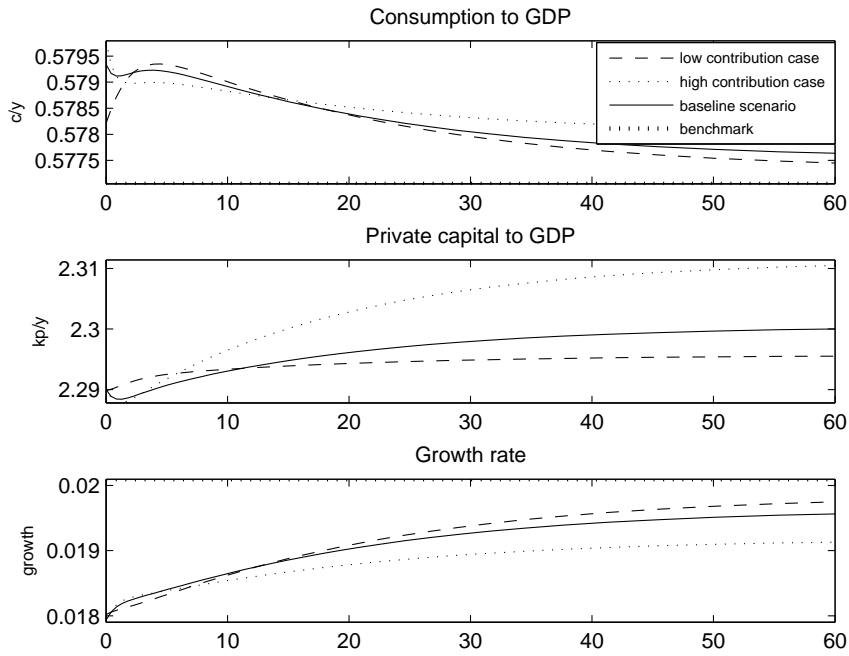 Consumption to GDP
0.5795
0.579
0.5785
0.578
0.5775
c/y
low contribution case
high contribution case
baseline scenario
benchmark
0 10 20 30 40 50 60
Private capital to GDP
2.31
2.3
2.29
kp/y
0 10 20 30 40 50 60
Growth rate
0.02
0.019
0.018
growth
0 10 20 30 40 50 60